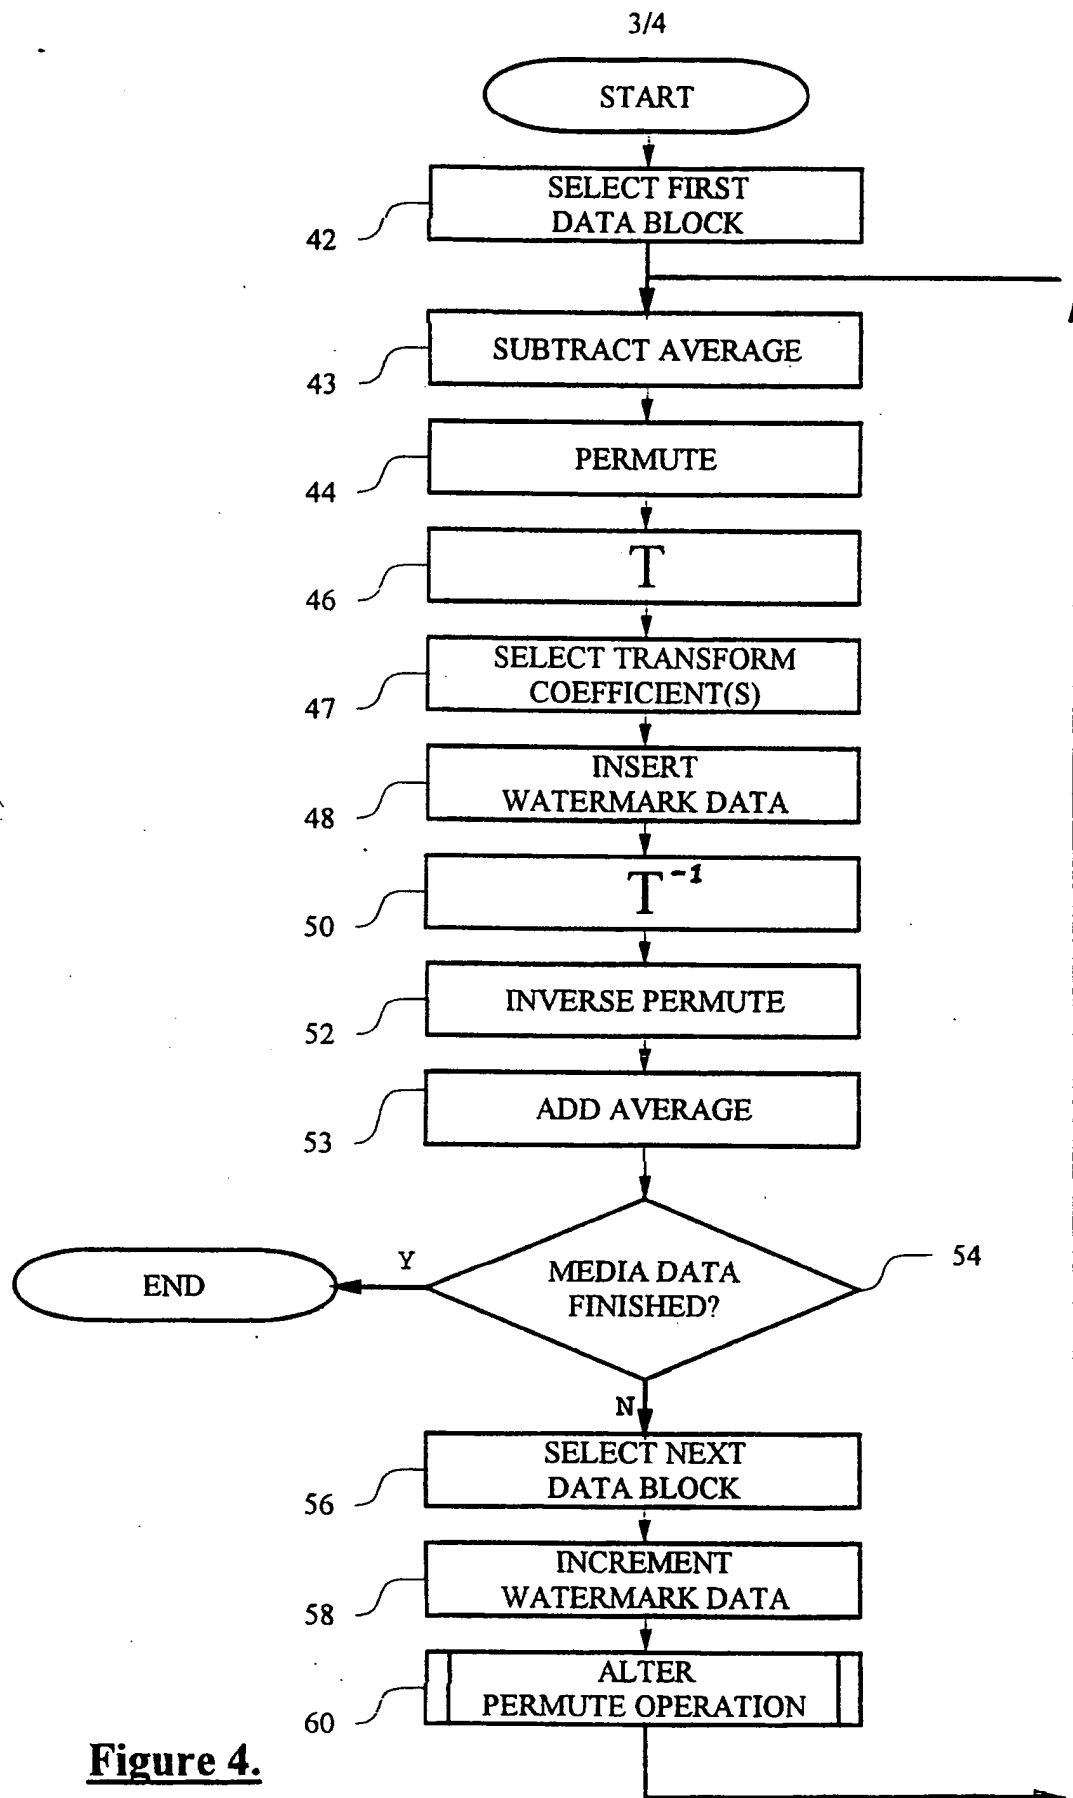 3/4
START
SELECT FIRST
DATA BLOCK
42
SUBTRACT AVERAGE
43
PERMUTE
44
T
46
SELECT TRANSFORM
COEFFICIENT(S)
47
INSERT
WATERMARK DATA
48
T -1
50
INVERSE PERMUTE
52
ADD AVERAGE
53
MEDIA DATA
FINISHED?
54
Y
END
N
SELECT NEXT
DATA BLOCK
56
INCREMENT
WATERMARK DATA
58
ALTER
PERMUTE OPERATION
60
Figure 4.